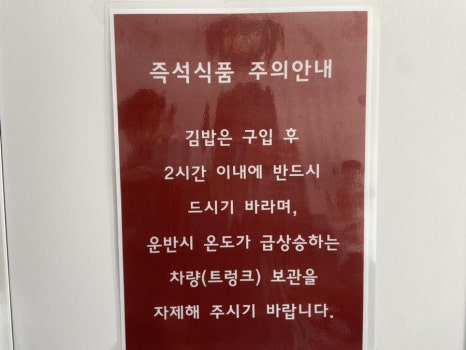 즉석식품 주의안내
김밥은 구입 후
2시간 이내에 반드시
드시기 바라며,
운반시 온도가 급상승하는
차량(트렁크) 보관을
자제해 주시기 바랍니다.